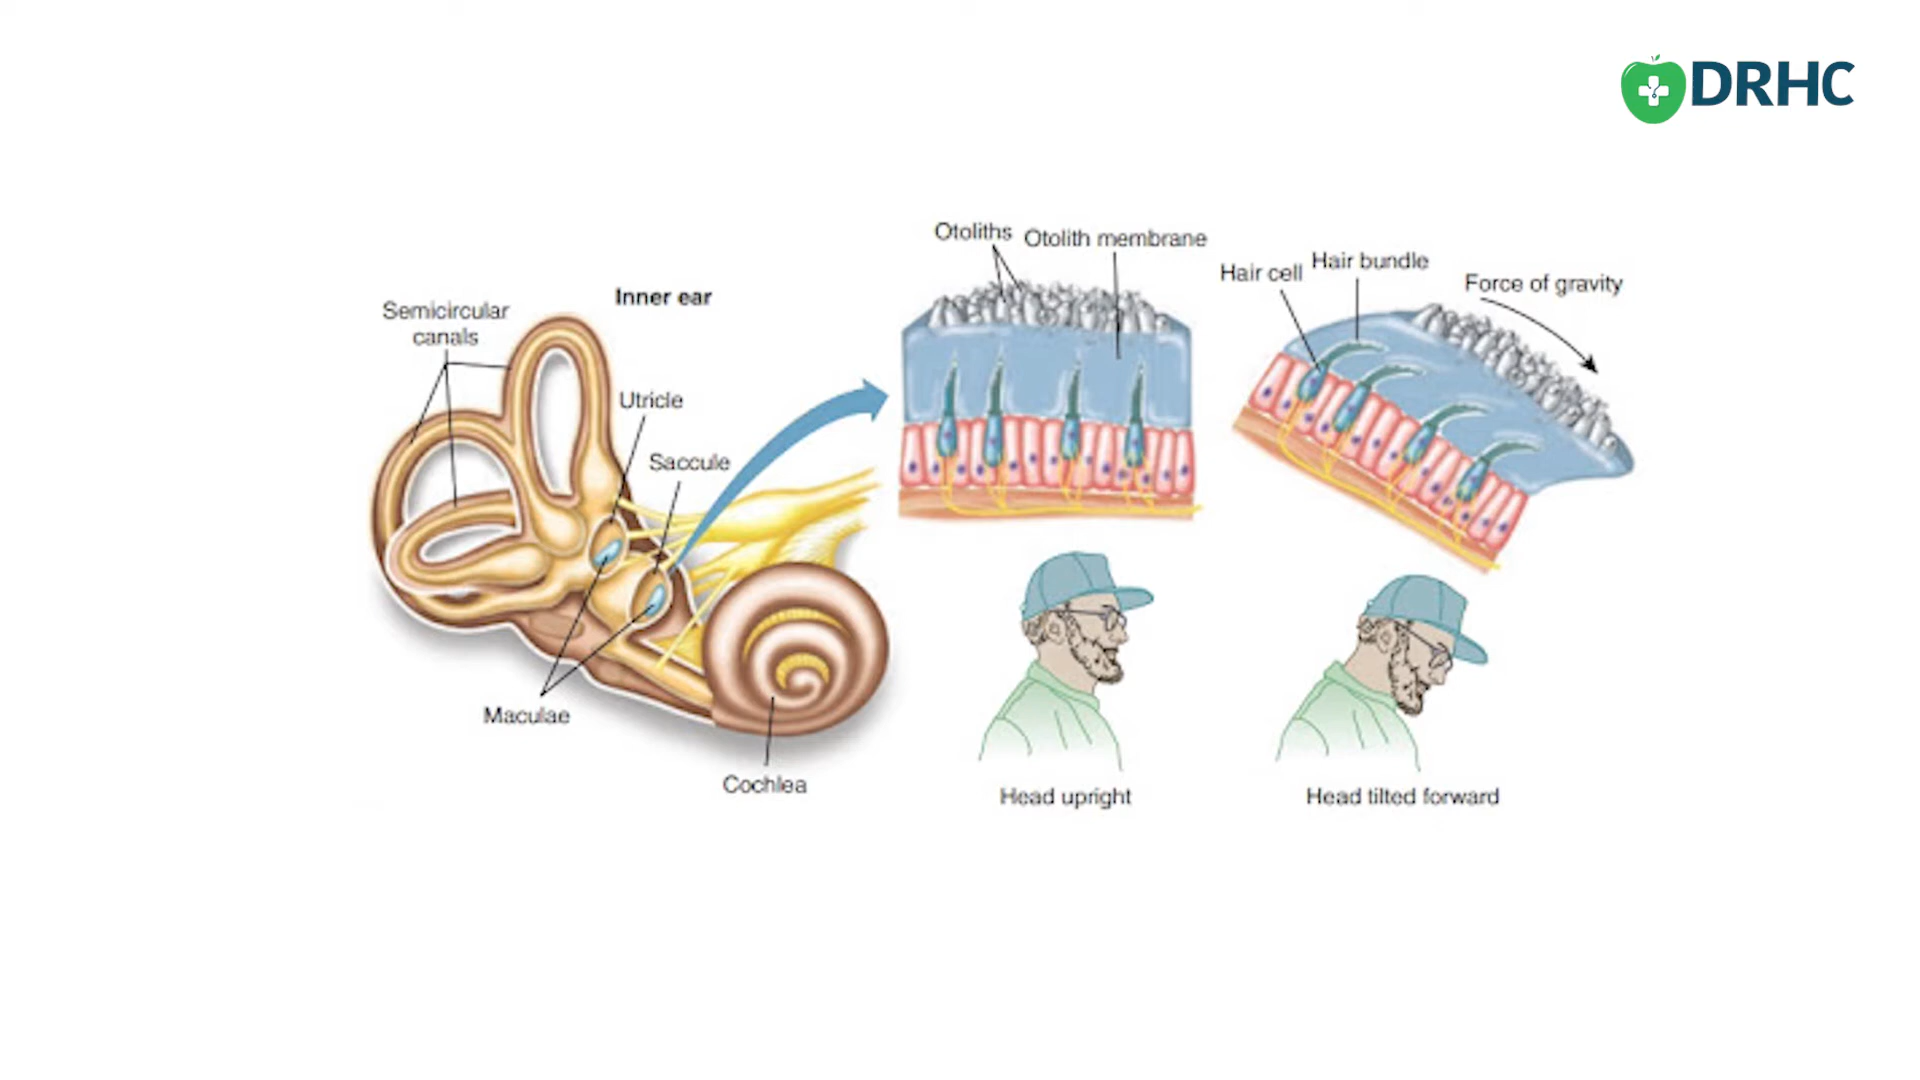 DRHC
Inner ear
Semicircular
canals
Utricle
Saccule
Maculae
Cochlea
Otoliths
Otolith membrane
Hair cell
Hair bundle
Force of gravity
Head upright
Head tilted forward